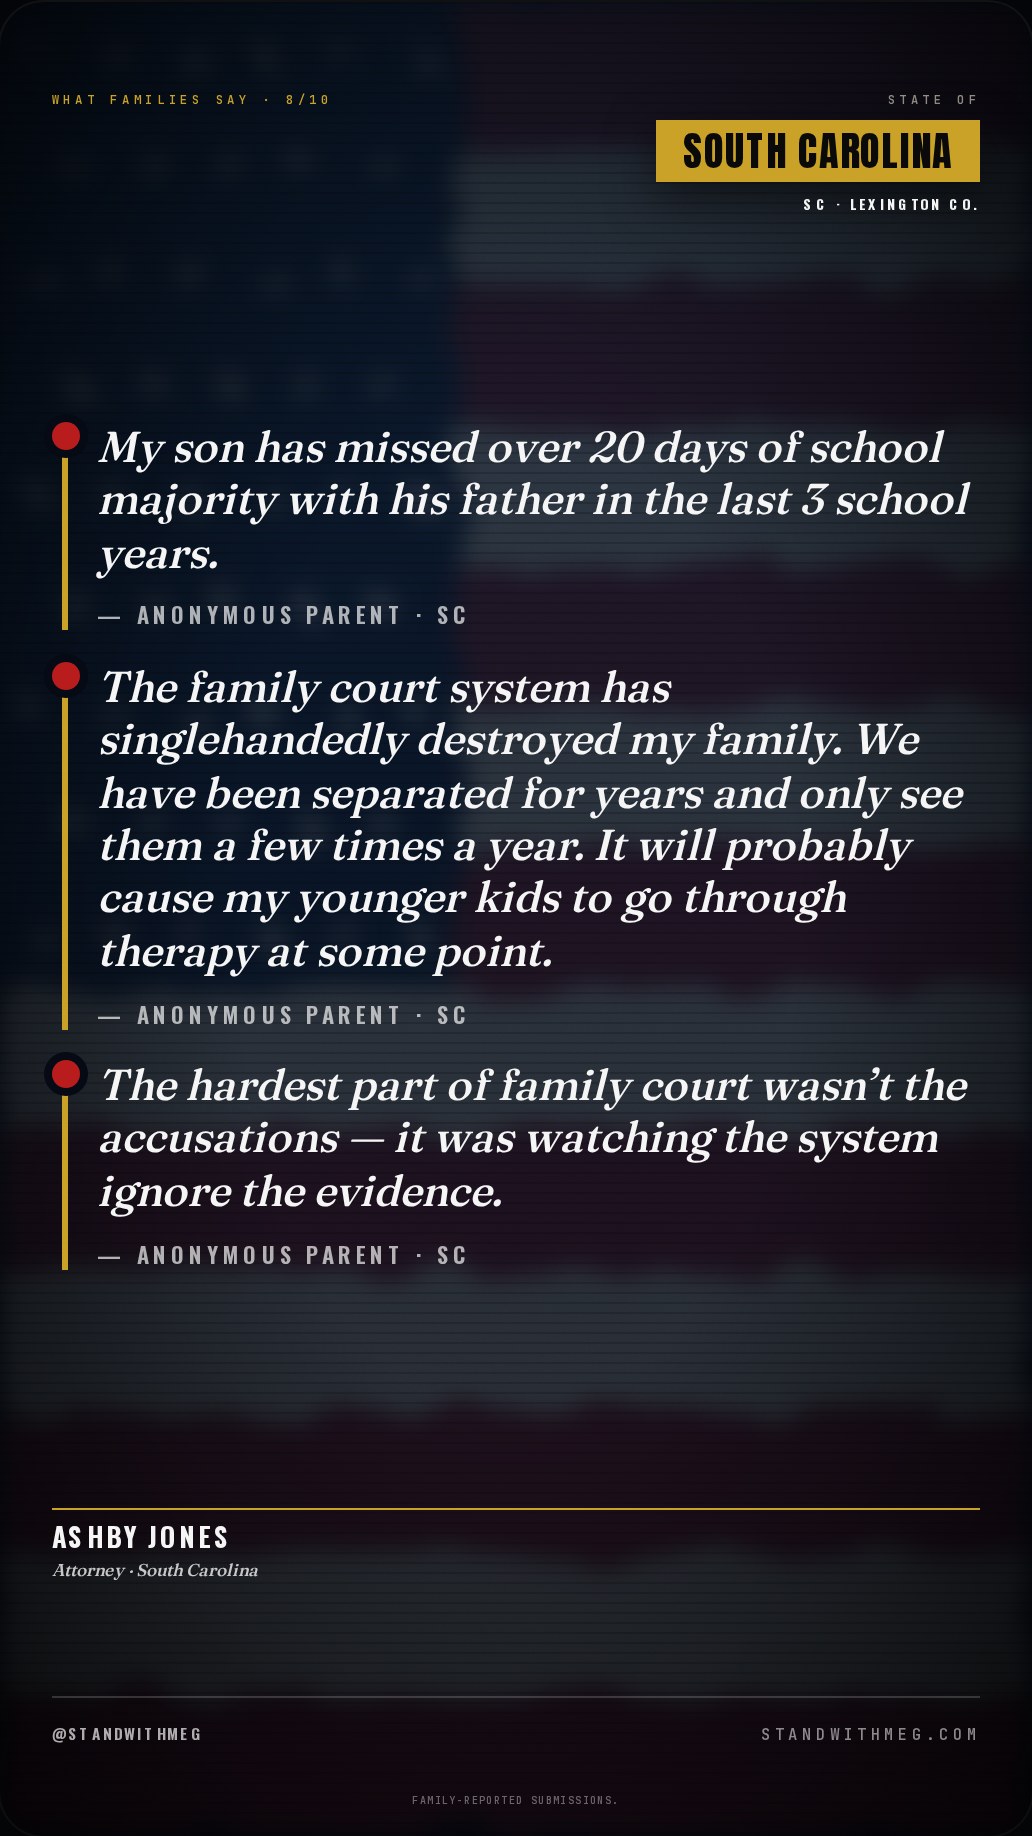 WHAT FAMILIES SAY · 8/10
STATE OF
SOUTH CAROLINA
SC · LEXINGTON CO.
My son has missed over 20 days of school
majority with his father in the last 3 school
years.
— ANONYMOUS PARENT · SC
The family court system has
singlehandedly destroyed my family. We
have been separated for years and only see
them a few times a year. It will probably
cause my younger kids to go through
therapy at some point.
— ANONYMOUS PARENT · SC
The hardest part of family court wasn’t the
accusations — it was watching the system
ignore the evidence.
— ANONYMOUS PARENT · SC
ASHBY JONES
Attorney · South Carolina
@STANDWITHMEG
STANDWITHMEG.COM
FAMILY-REPORTED SUBMISSIONS.